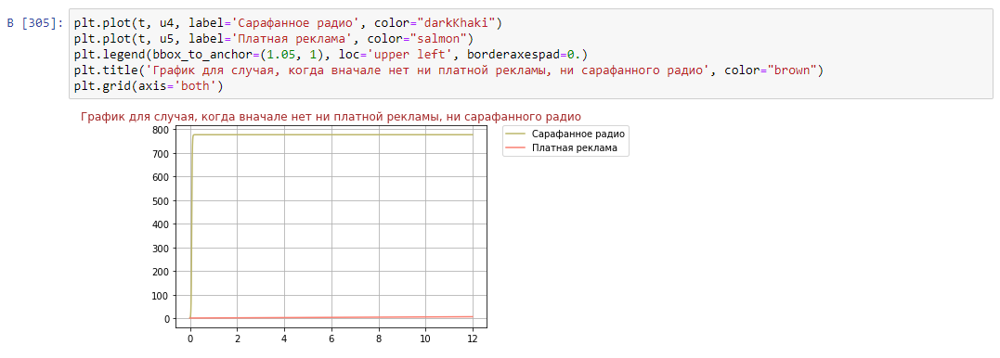 В [305]: plt.plot(t, u4, label='Сарафанное радио', color="darkKhaki")
plt.plot(t, u5, label='Платная реклама', color="salmon")
plt.legend(bbox_to_anchor=(1.05, 1), loc='upper left', borderaxespad=0.)
plt.title('График для случая, когда вначале нет ни платной рекламы, ни сарафанного радио', color="brown")
plt.grid(axis='both')
График для случая, когда вначале нет ни платной рекламы, ни сарафанного радио
800
700
600
500
400
300
200
100
0
0 2 4 6 8 10 12
Сарафанное радио
Платная реклама